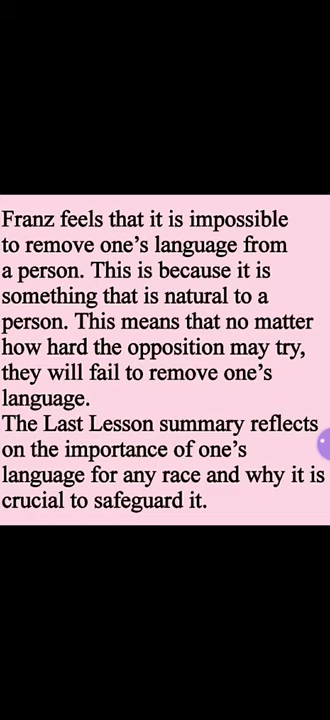 Franz feels that it is impossible
to remove one's language from
a person. This is because it is
something that is natural to a
person. This means that no matter
how hard the opposition may try,
they will fail to remove one's
language.
The Last Lesson summary reflects
on the importance of one's
language for any race and why it is
crucial to safeguard it.